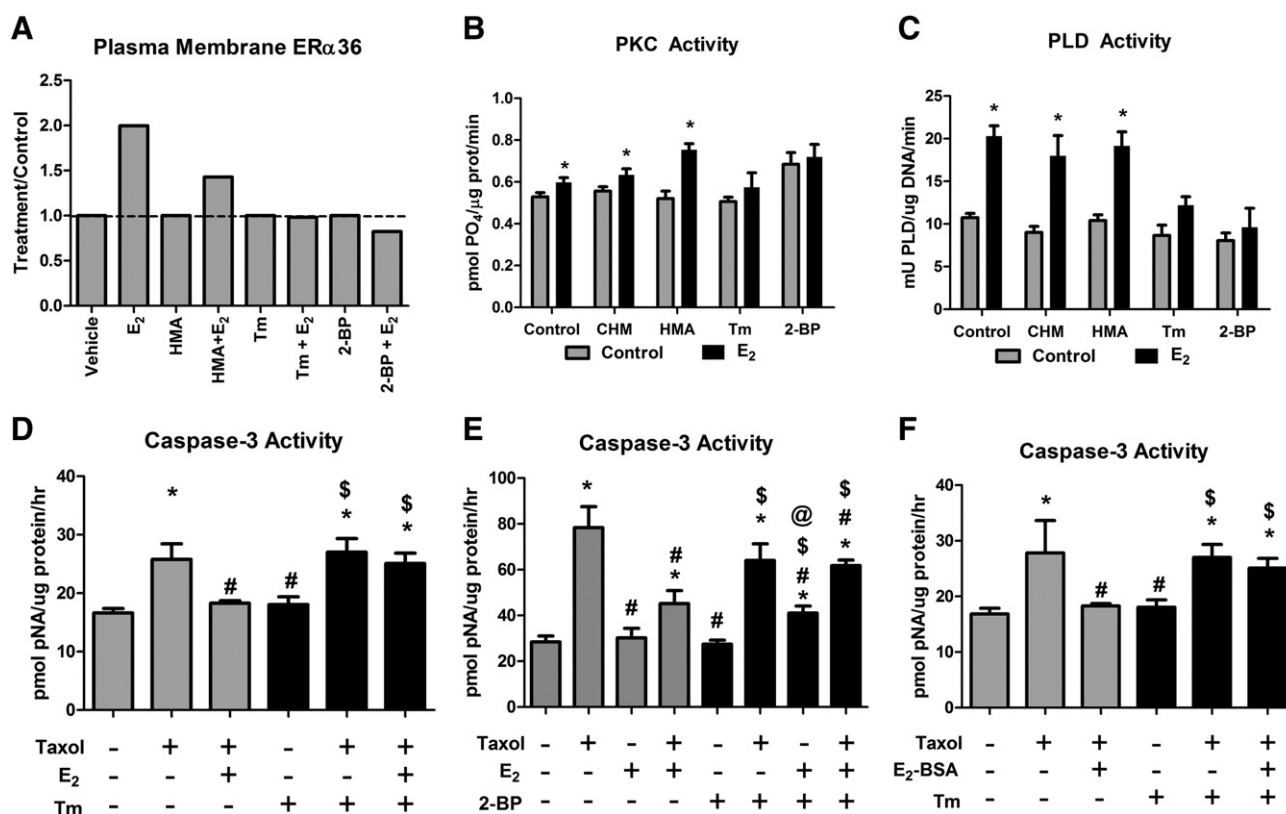 A
Plasma Membrane ERα36
Treatment/Control
2.5
2.0
1.5
1.0
0.5
0.0
Vehicle
E2
HMA
HMA+E2
Tm
Tm + E2
2-BP
2-BP + E2
B
PKC Activity
pmol PO4/µg prot/min
1.0
0.8
0.6
0.4
0.2
0.0
* * *
Control CHM HMA Tm 2-BP
Control E2
C
PLD Activity
mU PLD/ug DNA/min
25
20
15
10
5
0
* * *
Control CHM HMA Tm 2-BP
Control E2
D
Caspase-3 Activity
pmol pNA/ug protein/hr
40
30
20
10
0
* # # $ * $ *
Taxol - + + - + +
E2 - - + - - +
Tm - - - + + +
E
Caspase-3 Activity
pmol pNA/ug protein/hr
100
80
60
40
20
0
* # # * # $ * @ $ # * $ # *
Taxol - + - + - + - +
E2 - - + + - - + +
2-BP - - - - + + + +
F
Caspase-3 Activity
pmol pNA/ug protein/hr
40
30
20
10
0
* # # $ * $ *
Taxol - + + - + +
E2-BSA - - + - - +
Tm - - - + + +